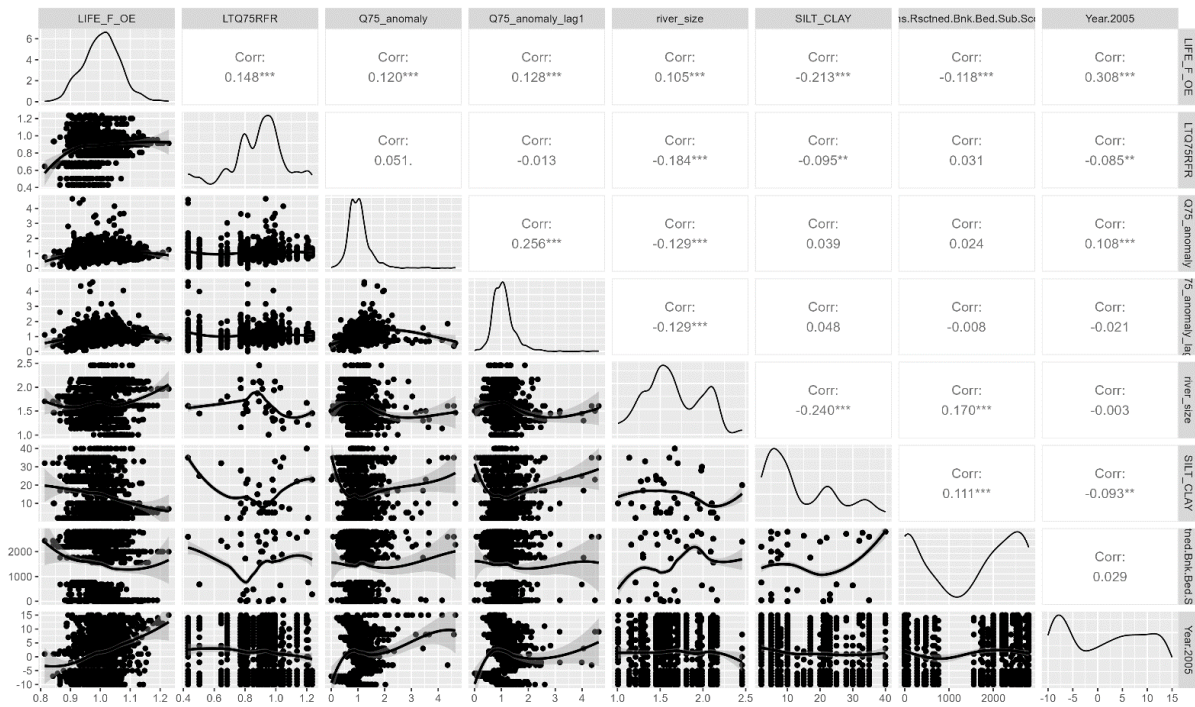 LIFE_F_OE LTQ75RFR Q75_anomaly Q75_anomaly_lag1 river_size SILT_CLAY ns.Rsctned.Bnk.Bed.Sub.Sco Year.2005
6 4 2 0 Corr: Corr: Corr: Corr: Corr: Corr: Corr: LIFE_F_OE
0.148*** 0.120*** 0.128*** 0.105*** -0.213*** -0.118*** 0.308***
1.2 1.0 0.8 0.6 0.4 Corr: Corr: Corr: Corr: Corr: Corr: LTQ75RFR
0.051. -0.013 -0.184*** -0.095** 0.031 -0.085**
4 3 2 1 0 Corr: Corr: Corr: Corr: Corr: Q75_anomaly
0.256*** -0.129*** 0.039 0.024 0.108***
4 3 2 1 0 Corr: Corr: Corr: Corr: 75_anomaly_lag
-0.129*** 0.048 -0.008 -0.021
2.5 2.0 1.5 1.0 Corr: Corr: Corr: river_size
-0.240*** 0.170*** -0.003
40 30 20 10 Corr: Corr: SILT_CLAY
0.111*** -0.093**
2000 1000 0 Corr: tned.Bnk.Bed.S
0.029
15 10 5 0 -5 -10 Year.2005
0.8 0.9 1.0 1.1 1.2 0.4 0.6 0.8 1.0 1.2 0 1 2 3 4 0 1 2 3 4 1.0 1.5 2.0 2.5 10 20 30 40 0 1000 2000 -10 -5 0 5 10 15